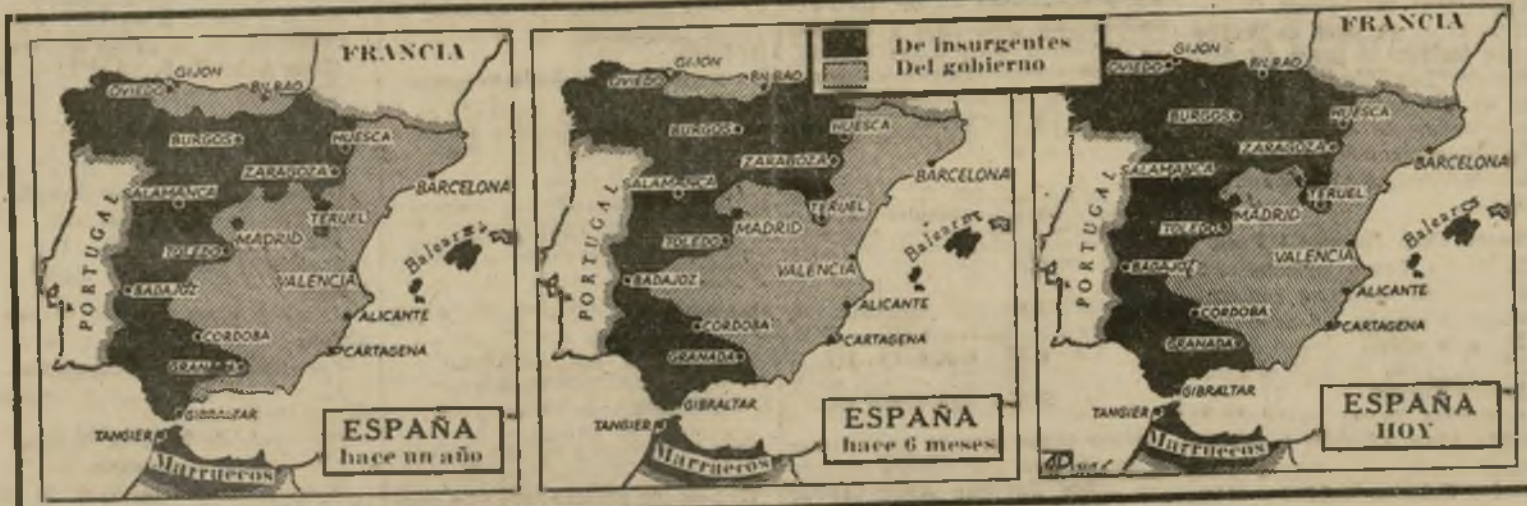 De insurgentes
Del gobierno
FRANCIA
GIJON
OVIEDO
BILBAO
BURGOS
HUESCA
ZARAGOZA
SALAMANCA
BARCELONA
TERUEL
MADRID
PORTUGAL
TOLEDO
Baleares
VALENCIA
BADAJOZ
ALICANTE
CORDOBA
CARTAGENA
GRANADA
GIBRALTAR
TANGIER
Marruecos
ESPAÑA
hace un año
GIJON
OVIEDO
BILBAO
BURGOS
HUESCA
ZARAGOZA
SALAMANCA
BARCELONA
TERUEL
MADRID
PORTUGAL
TOLEDO
Baleares
VALENCIA
BADAJOZ
ALICANTE
CORDOBA
CARTAGENA
GRANADA
GIBRALTAR
TANGIER
Marruecos
ESPAÑA
hace 6 meses
FRANCIA
GIJON
OVIEDO
BILBAO
BURGOS
HUESCA
ZARAGOZA
SALAMANCA
BARCELONA
TERUEL
MADRID
PORTUGAL
TOLEDO
Baleares
VALENCIA
BADAJOZ
ALICANTE
CORDOBA
CARTAGENA
GRANADA
GIBRALTAR
TANGIER
Marruecos
ESPAÑA
HOY